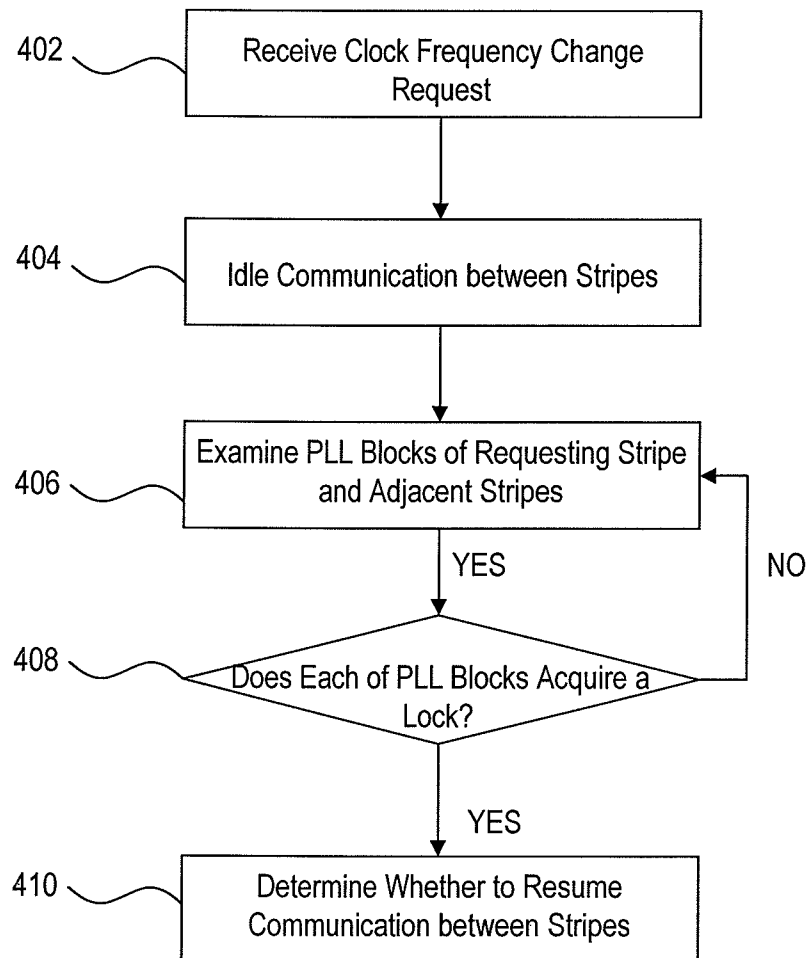 402
Receive Clock Frequency Change
Request
404
Idle Communication between Stripes
406
Examine PLL Blocks of Requesting Stripe
and Adjacent Stripes
YES
NO
408
Does Each of PLL Blocks Acquire a
Lock?
YES
410
Determine Whether to Resume
Communication between Stripes